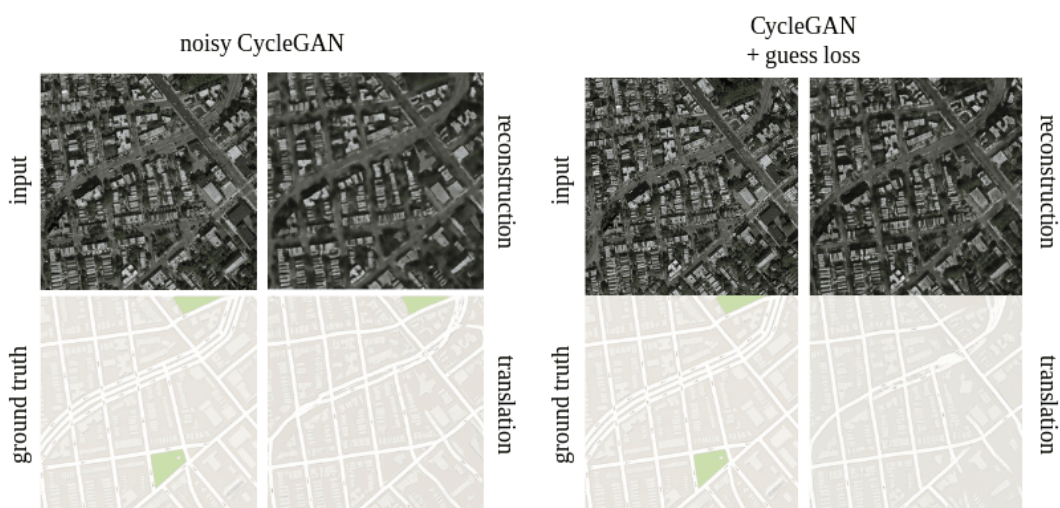 noisy CycleGAN
input
reconstruction
ground truth
translation
CycleGAN
+ guess loss
input
reconstruction
ground truth
translation